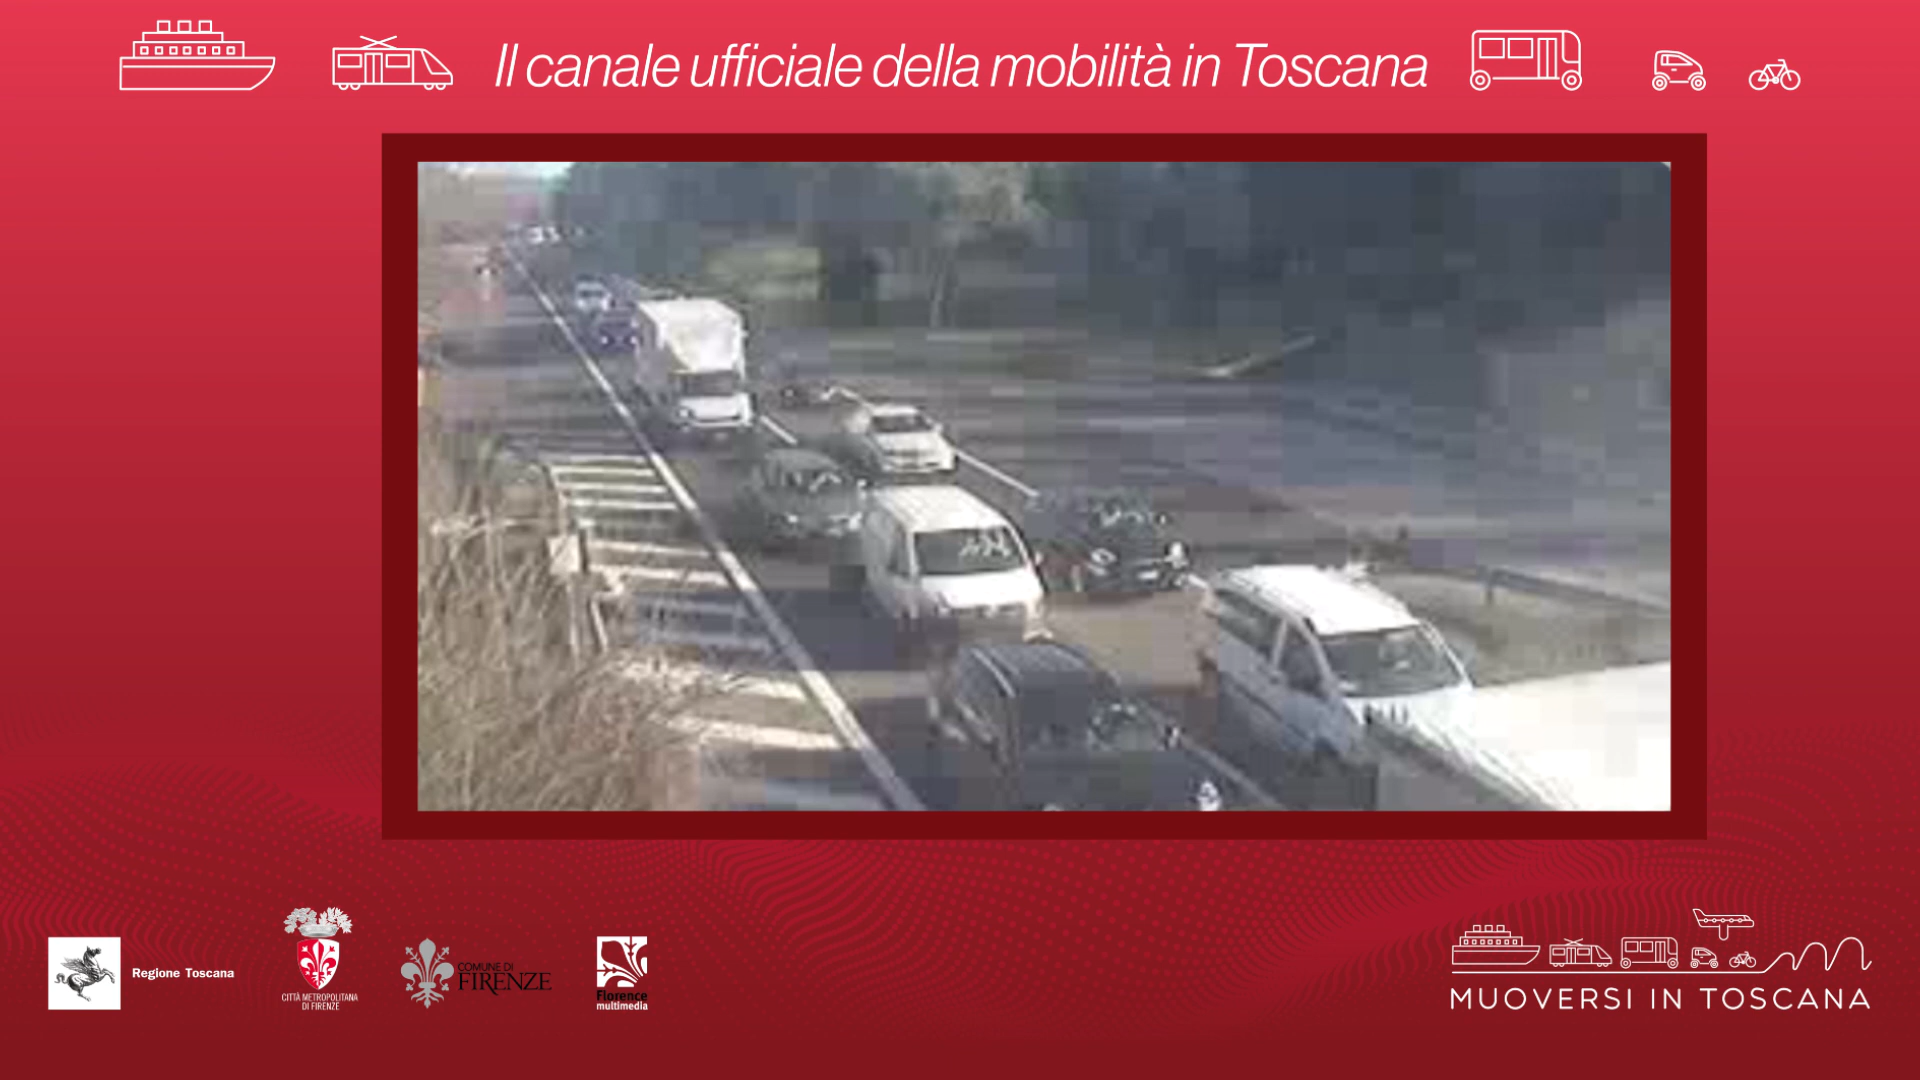 Il canale ufficiale della mobilità in Toscana
Regione Toscana
CITTÀ METROPOLITANA
DI FIRENZE
COMUNE DI
FIRENZE
Florence
multimedia
MUOVERSI IN TOSCANA